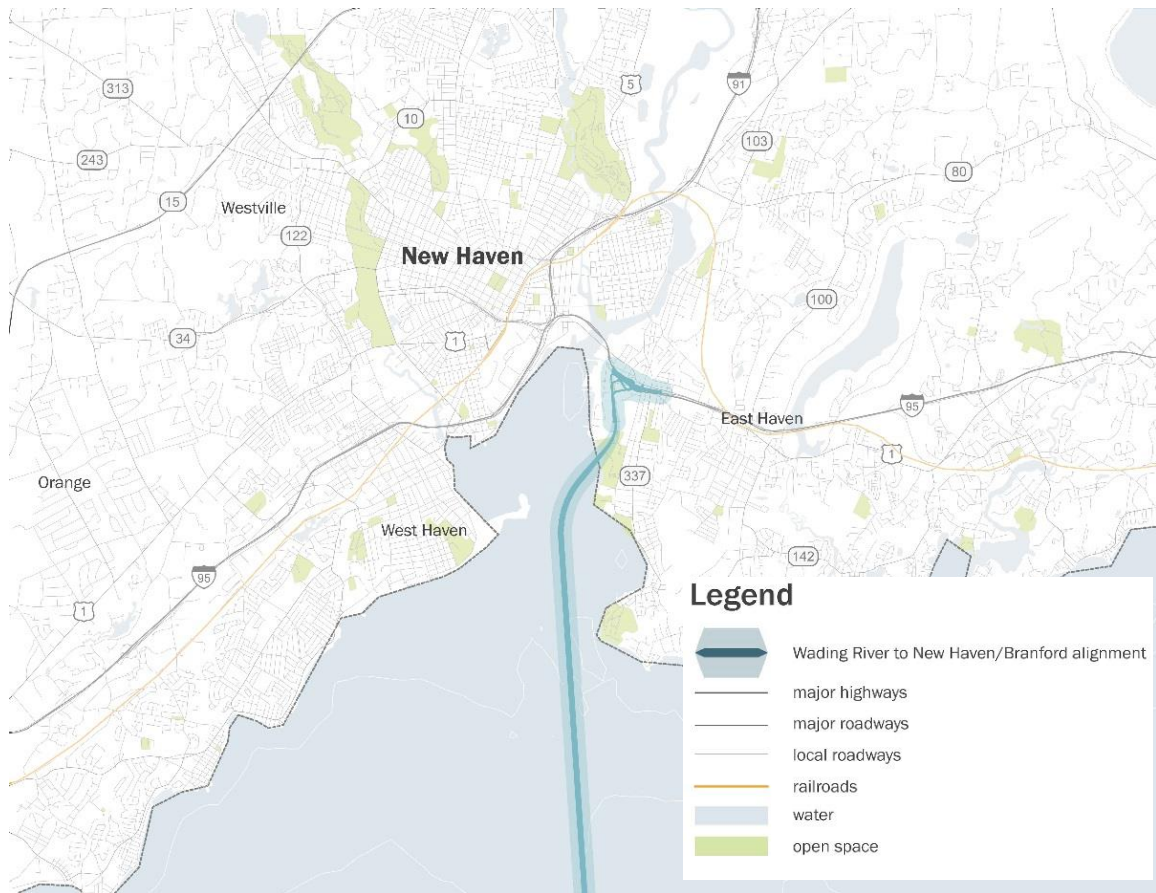 313
10
5
91
103
243
80
15
Westville
122
New Haven
100
34
1
95
East Haven
1
Orange
337
West Haven
142
95
1
Legend
Wading River to New Haven/Branford alignment
major highways
major roadways
local roadways
railroads
water
open space